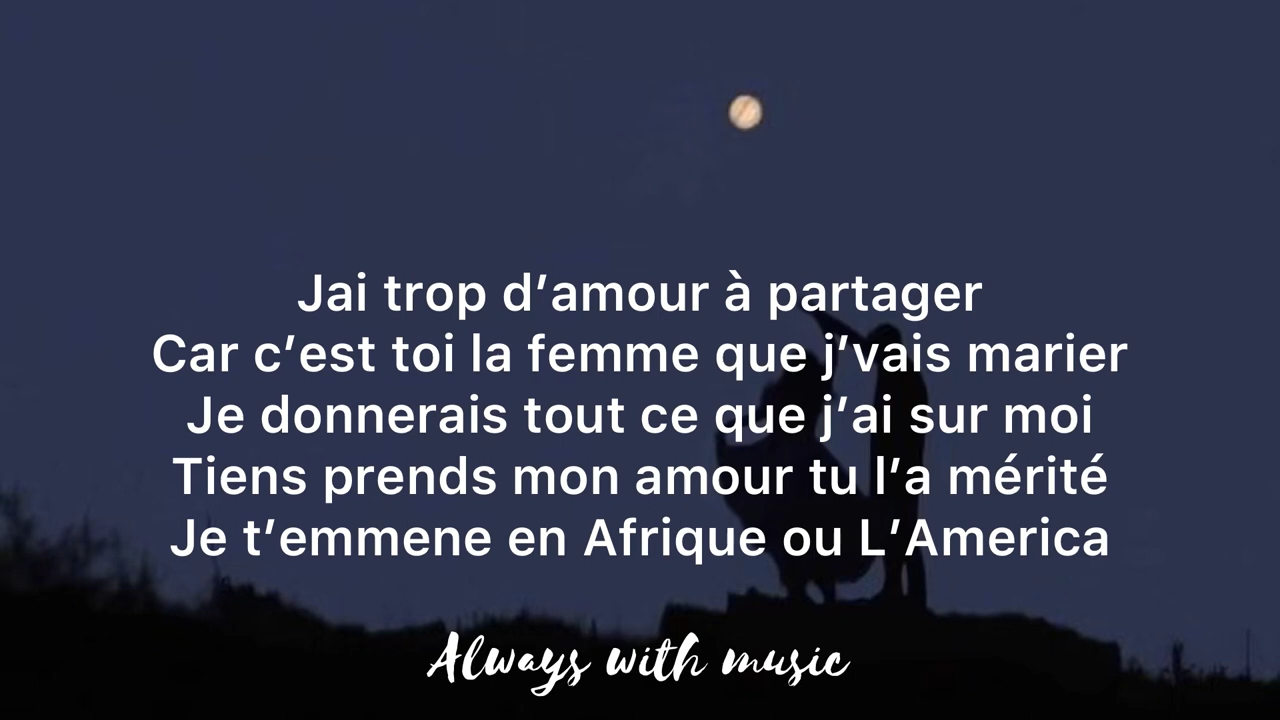 Jai trop d’amour à partager
Car c’est toi la femme que j’vais marier
Je donnerais tout ce que j’ai sur moi
Tiens prends mon amour tu l’a mérité
Je t’emmene en Afrique ou L’America
Always with music